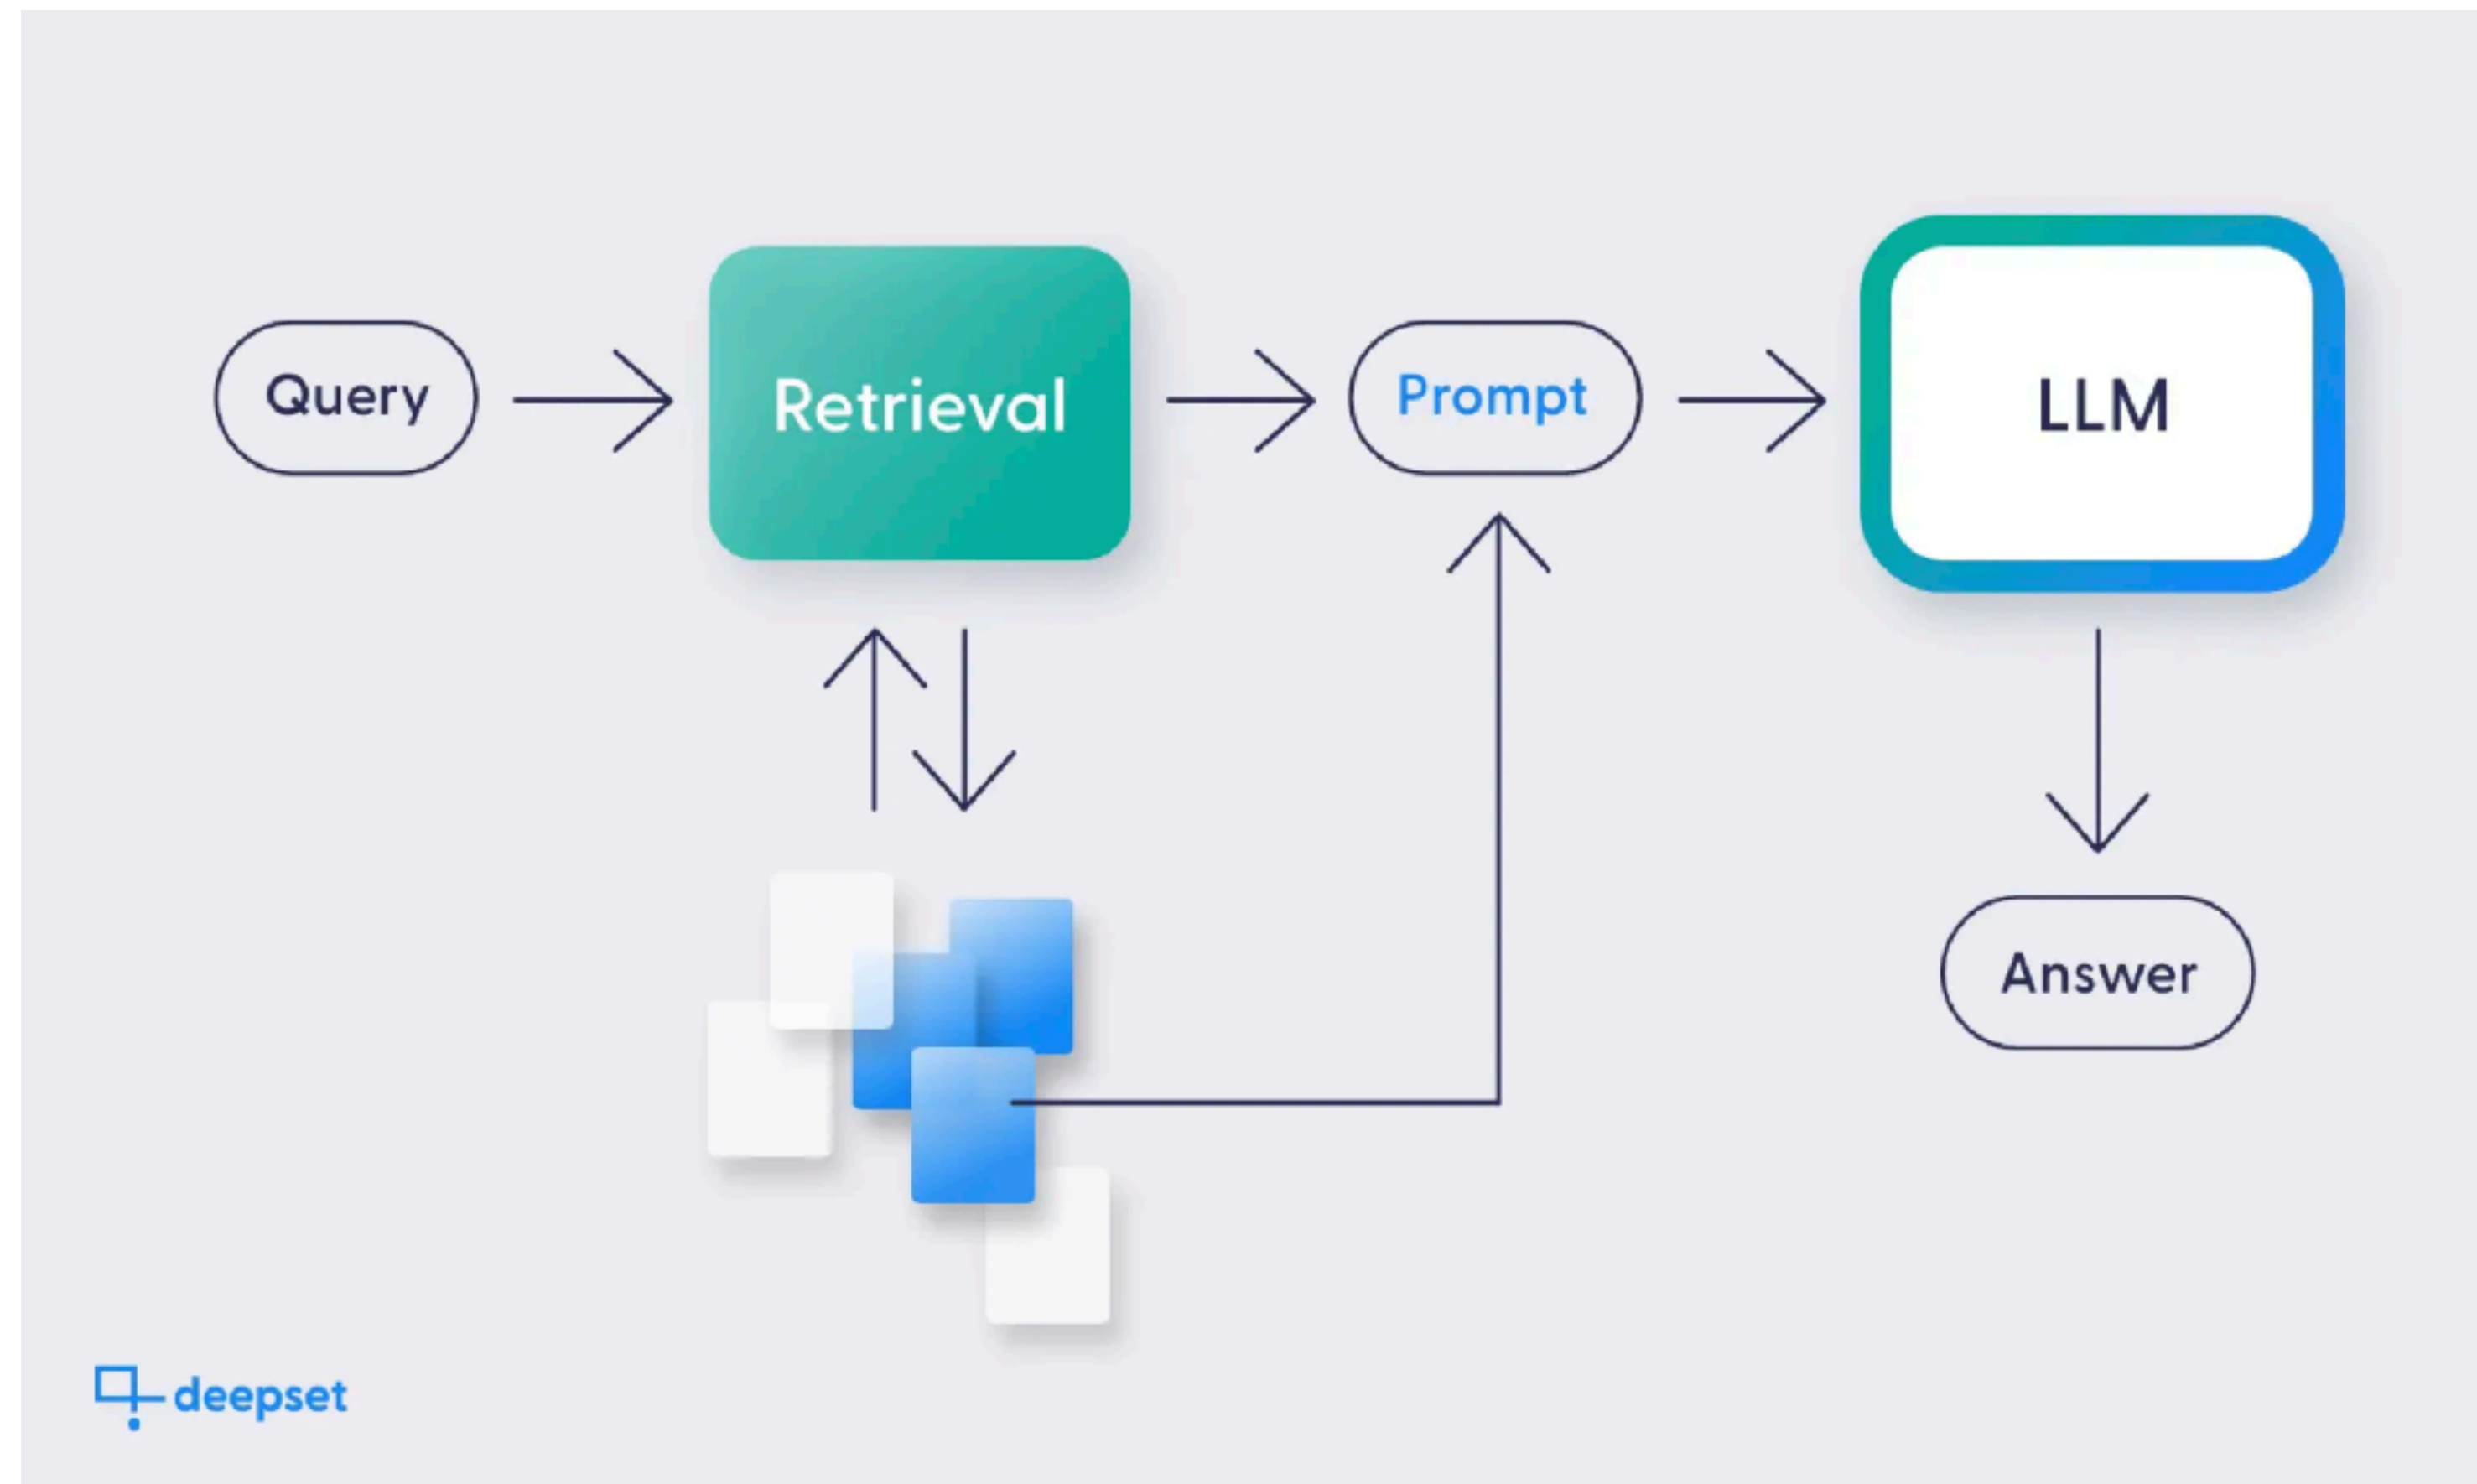 Query
Retrieval
Prompt
LLM
Answer
deepset